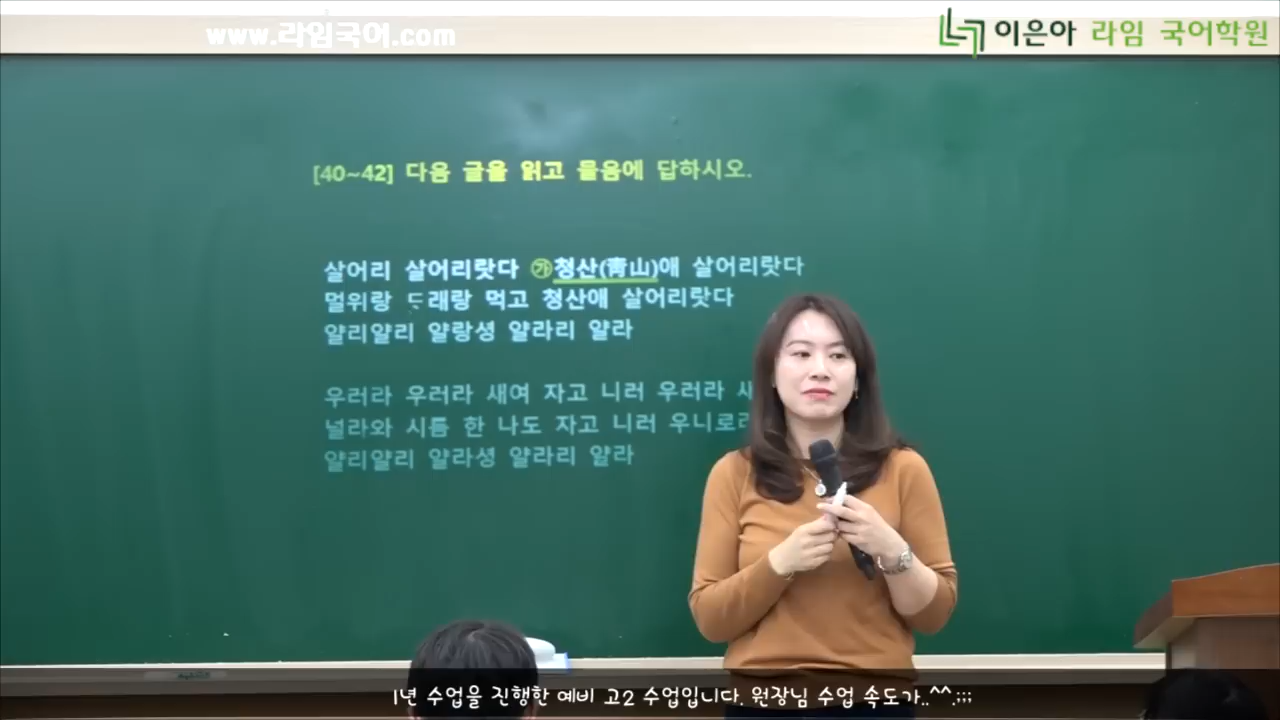 www.라임국어.com
이은아 라임 국어학원
[40~42] 다음 글을 읽고 물음에 답하시오.
살어리 살어리랏다 ㉮청산(靑山)애 살어리랏다
멀위랑 ᄃᆞ래랑 먹고 청산애 살어리랏다
얄리얄리 얄랑셩 얄라리 얄라
우러라 우러라 새여 자고 니러 우러라
널라와 시름 한 나도 자고 니러
얄리얄리 얄라셩 얄라리 얄라
1년 수업을 진행한 예비 고2 수업입니다. 원장님 수업 속도가..^^.;;;